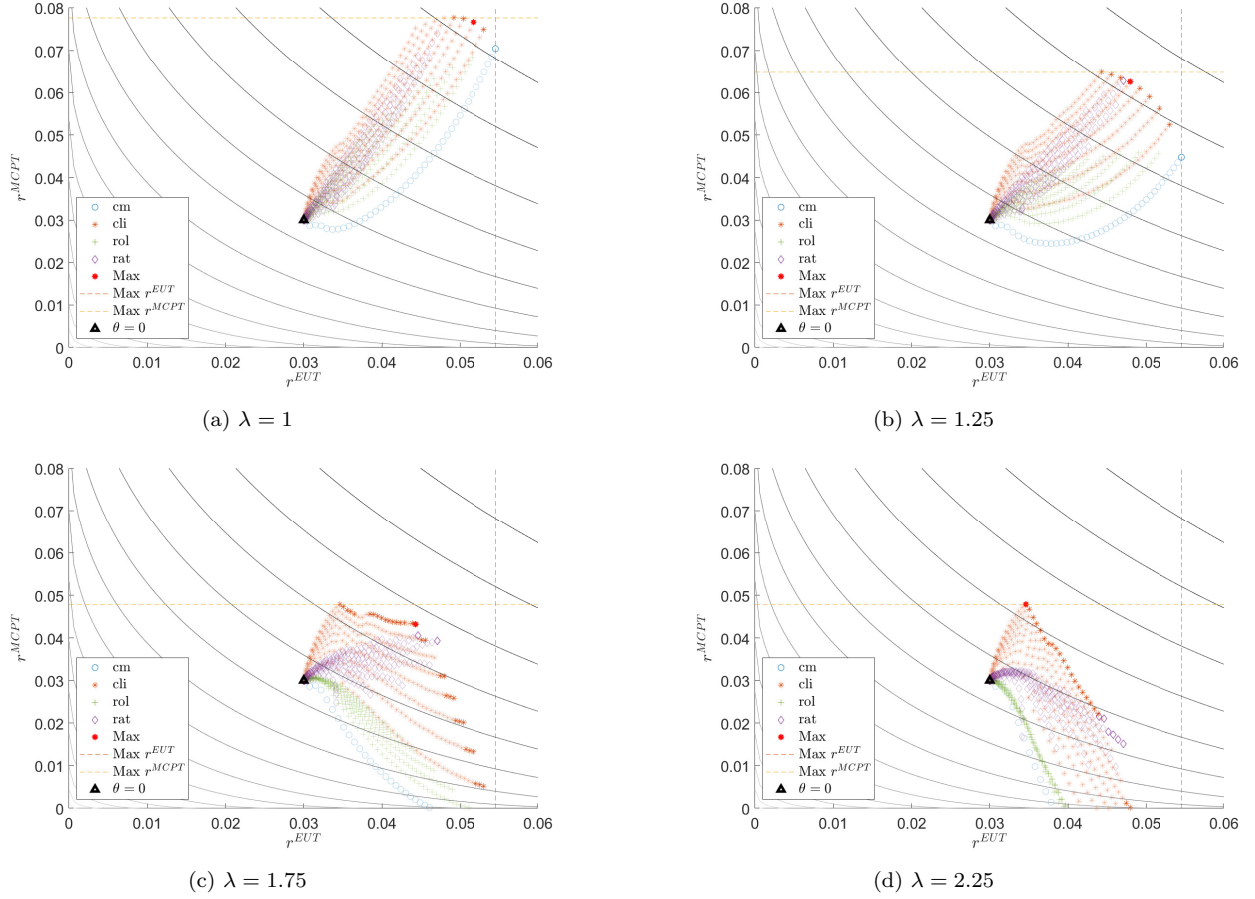 0.08
0.07
0.06
0.05
0.04
0.03
0.02
0.01
0
r^{MCPT}
cm
cli
rol
rat
Max
Max r^{EUT}
Max r^{MCPT}
θ = 0
0 0.01 0.02 0.03 0.04 0.05 0.06
r^{EUT}
(a) λ = 1
0.08
0.07
0.06
0.05
0.04
0.03
0.02
0.01
0
r^{MCPT}
cm
cli
rol
rat
Max
Max r^{EUT}
Max r^{MCPT}
θ = 0
0 0.01 0.02 0.03 0.04 0.05 0.06
r^{EUT}
(b) λ = 1.25
0.08
0.07
0.06
0.05
0.04
0.03
0.02
0.01
0
r^{MCPT}
cm
cli
rol
rat
Max
Max r^{EUT}
Max r^{MCPT}
θ = 0
0 0.01 0.02 0.03 0.04 0.05 0.06
r^{EUT}
(c) λ = 1.75
0.08
0.07
0.06
0.05
0.04
0.03
0.02
0.01
0
r^{MCPT}
cm
cli
rol
rat
Max
Max r^{EUT}
Max r^{MCPT}
θ = 0
0 0.01 0.02 0.03 0.04 0.05 0.06
r^{EUT}
(d) λ = 2.25